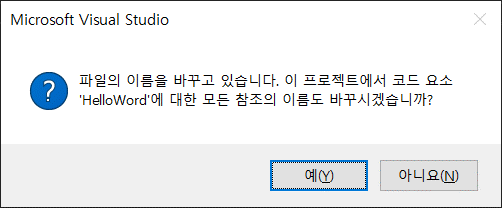 Microsoft Visual Studio
파일의 이름을 바꾸고 있습니다. 이 프로젝트에서 코드 요소
'HelloWord'에 대한 모든 참조의 이름도 바꾸시겠습니까?
예(Y)
아니요(N)